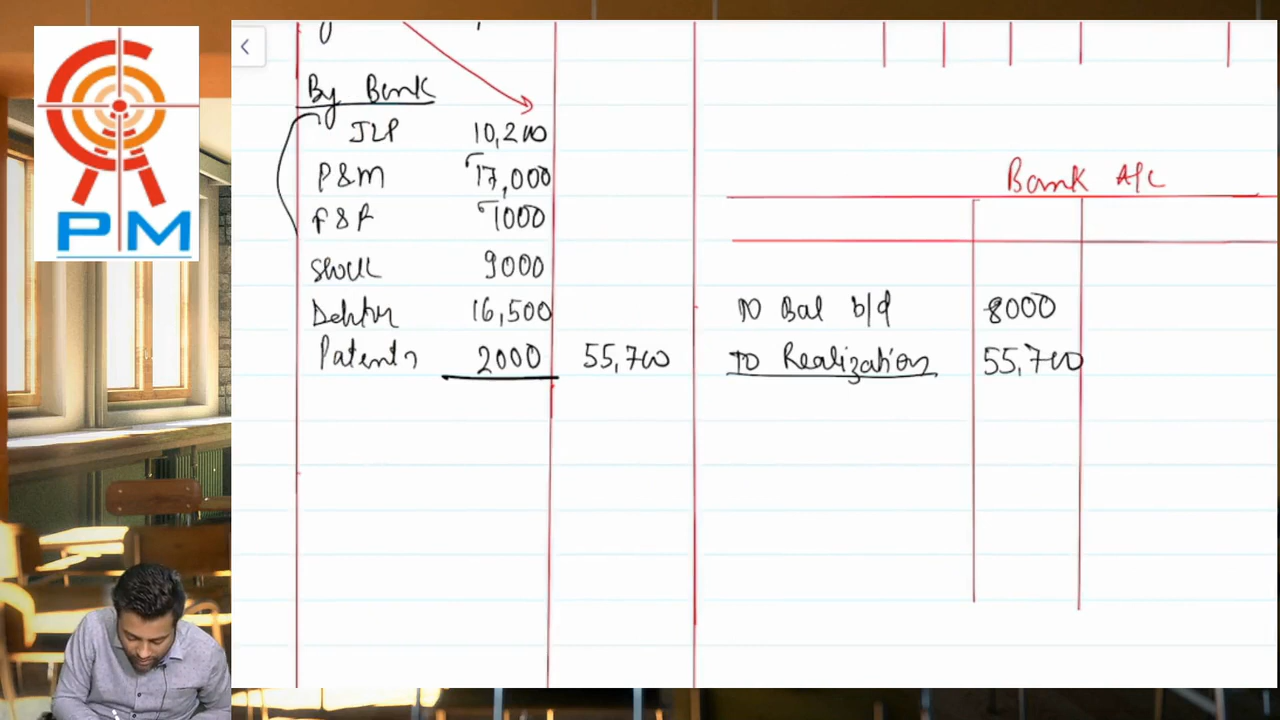 PM
By Bank
JLP 10,200
P&M 17,000
F&F 1000
Stock 9000
Debtor 16,500
Patents 2000 55,700
Bank A/c
To Bal b/d 8000
To Realization 55,700